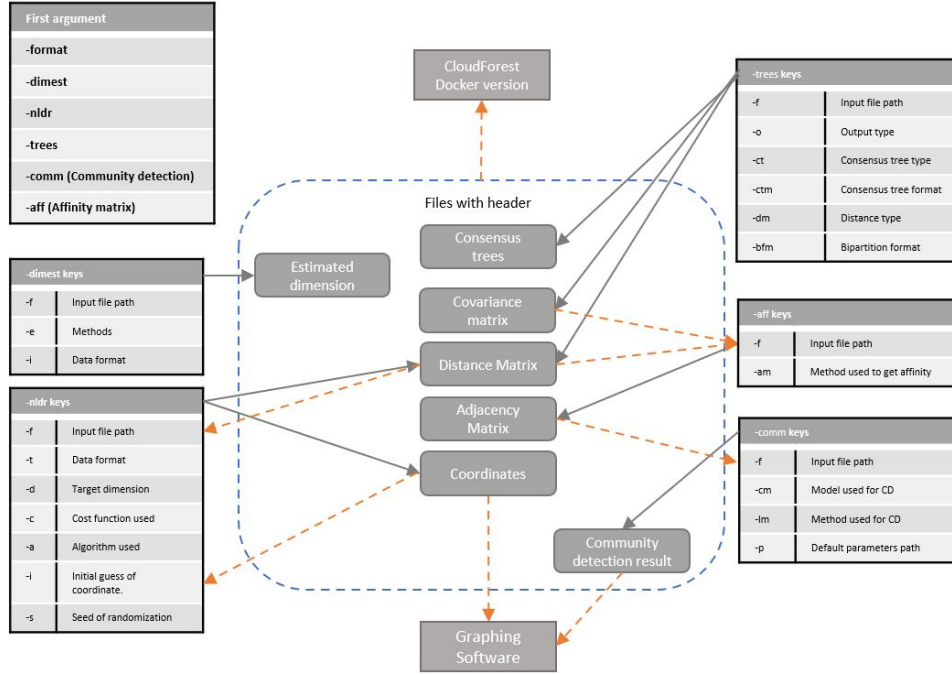 First argument
-format
-dimest
-nldr
-trees
-comm (Community detection)
-aff (Affinity matrix)
CloudForest
Docker version
-trees keys
-f Input file path
-o Output type
-ct Consensus tree type
-ctm Consensus tree format
-dm Distance type
-bfm Bipartition format
Files with header
Consensus
trees
-dimest keys
-f Input file path
-e Methods
-i Data format
Estimated
dimension
Covariance
matrix
Distance Matrix
Adjacency
Matrix
Coordinates
Community
detection result
-aff keys
-f Input file path
-am Method used to get affinity
-nldr keys
-f Input file path
-t Data format
-d Target dimension
-c Cost function used
-a Algorithm used
-i Initial guess of
coordinate.
-s Seed of randomization
-comm keys
-f Input file path
-cm Model used for CD
-lm Method used for CD
-p Default parameters path
Graphing
Software